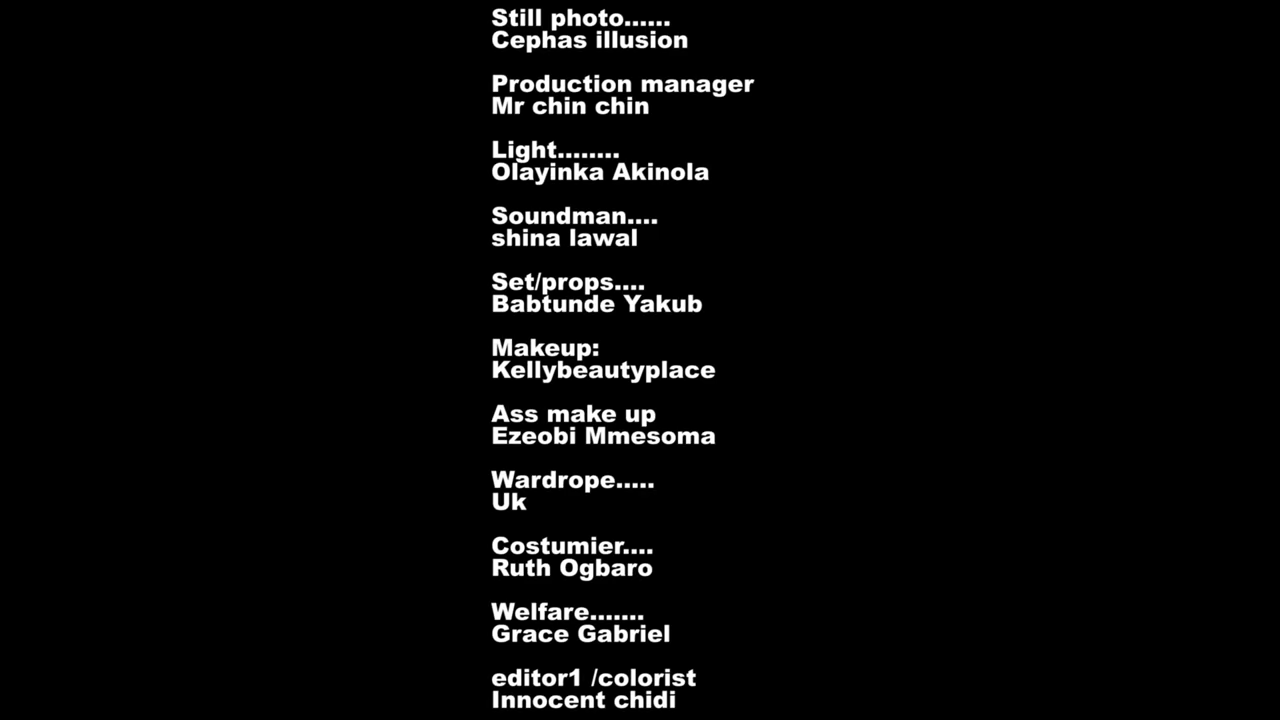 Still photo......
Cephas illusion
Production manager
Mr chin chin
Light........
Olayinka Akinola
Soundman....
shina lawal
Set/props....
Babtunde Yakub
Makeup:
Kellybeautyplace
Ass make up
Ezeobi Mmesoma
Wardrope.....
Uk
Costumier....
Ruth Ogbaro
Welfare.......
Grace Gabriel
editor1 /colorist
Innocent chidi